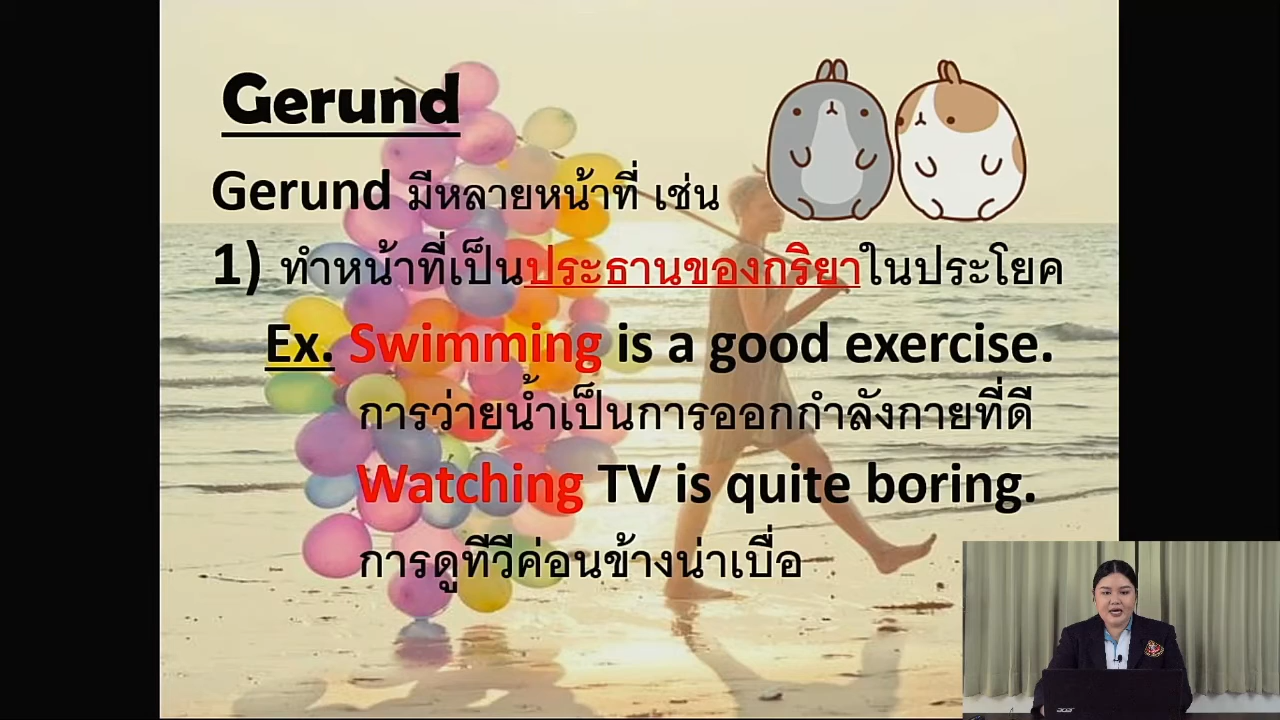 Gerund
Gerund มีหลายหน้าที่ เช่น
1) ทำหน้าที่เป็นประธานของกริยาในประโยค
Ex. Swimming is a good exercise.
การว่ายน้ำเป็นการออกกำลังกายที่ดี
Watching TV is quite boring.
การดูทีวีค่อนข้างน่าเบื่อ
acer